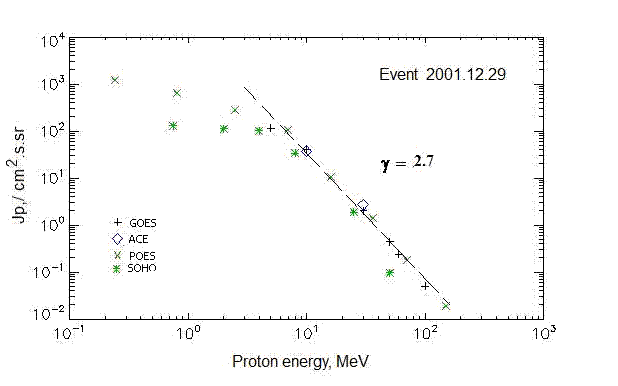 10^4
10^3
10^2
10^1
10^0
10^-1
10^-2
Jp,/ cm^2.s.sr
Event 2001.12.29
γ = 2.7
GOES
ACE
POES
SOHO
10^-1 10^0 10^1 10^2 10^3
Proton energy, MeV